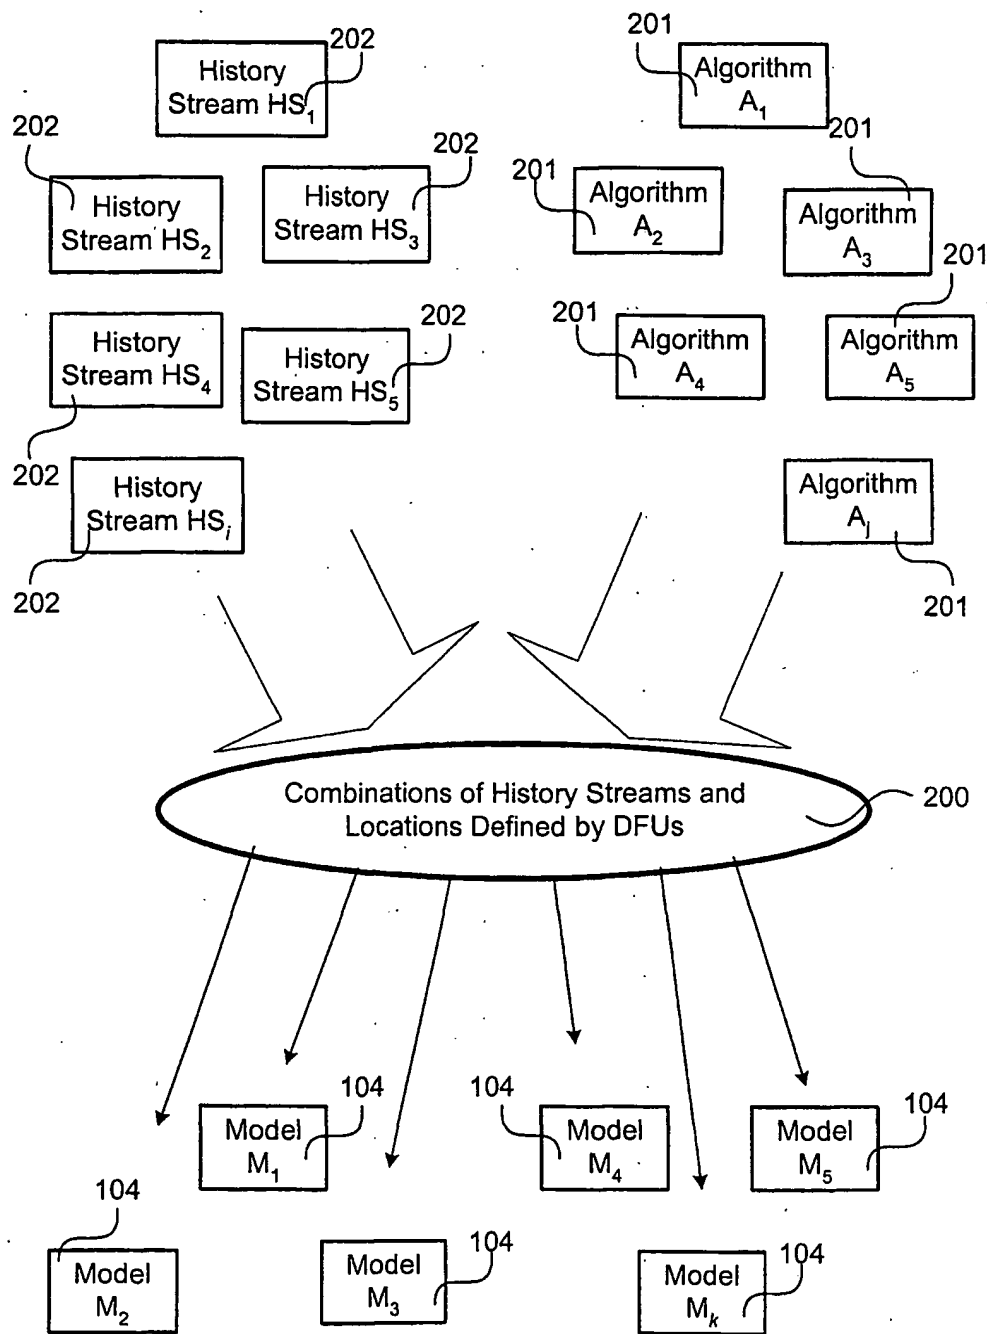 202
History
Stream HS1
201
Algorithm
A1
202
History
Stream HS2
202
History
Stream HS3
201
Algorithm
A2
201
Algorithm
A3
202
History
Stream HS4
202
History
Stream HS5
201
Algorithm
A4
201
Algorithm
A5
202
History
Stream HSi
201
Algorithm
Aj
Combinations of History Streams and
Locations Defined by DFUs
200
104
Model
M1
104
Model
M4
104
Model
M5
104
Model
M2
104
Model
M3
104
Model
Mk